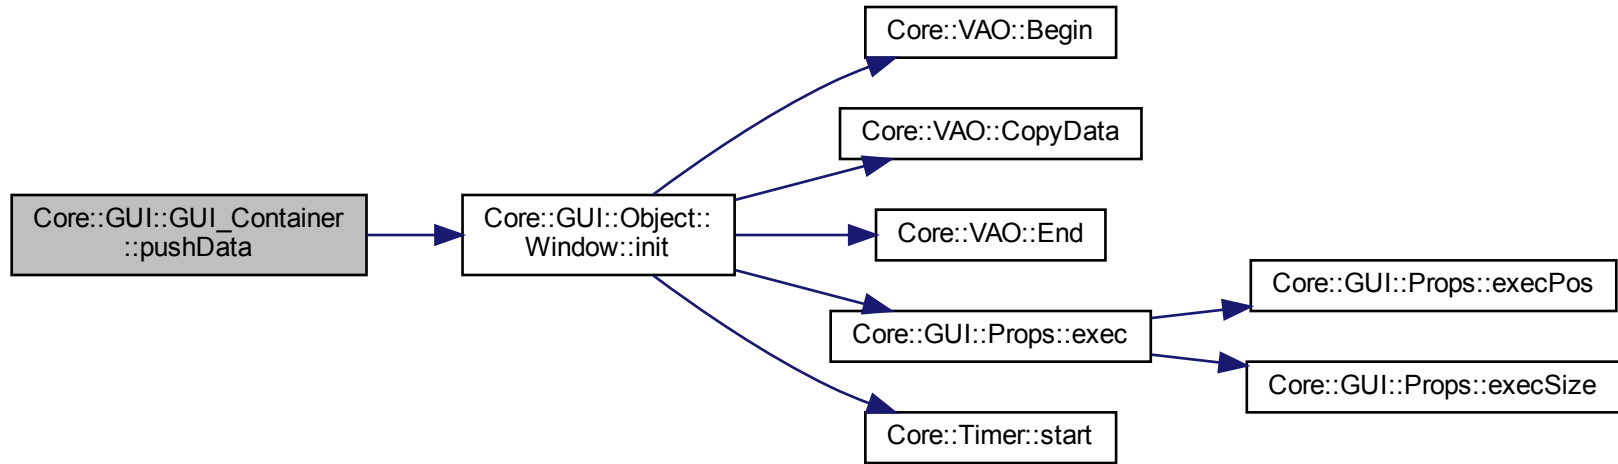 Core::GUI::GUI_Container
::pushData
Core::GUI::Object::
Window::init
Core::VAO::Begin
Core::VAO::CopyData
Core::VAO::End
Core::GUI::Props::exec
Core::Timer::start
Core::GUI::Props::execPos
Core::GUI::Props::execSize